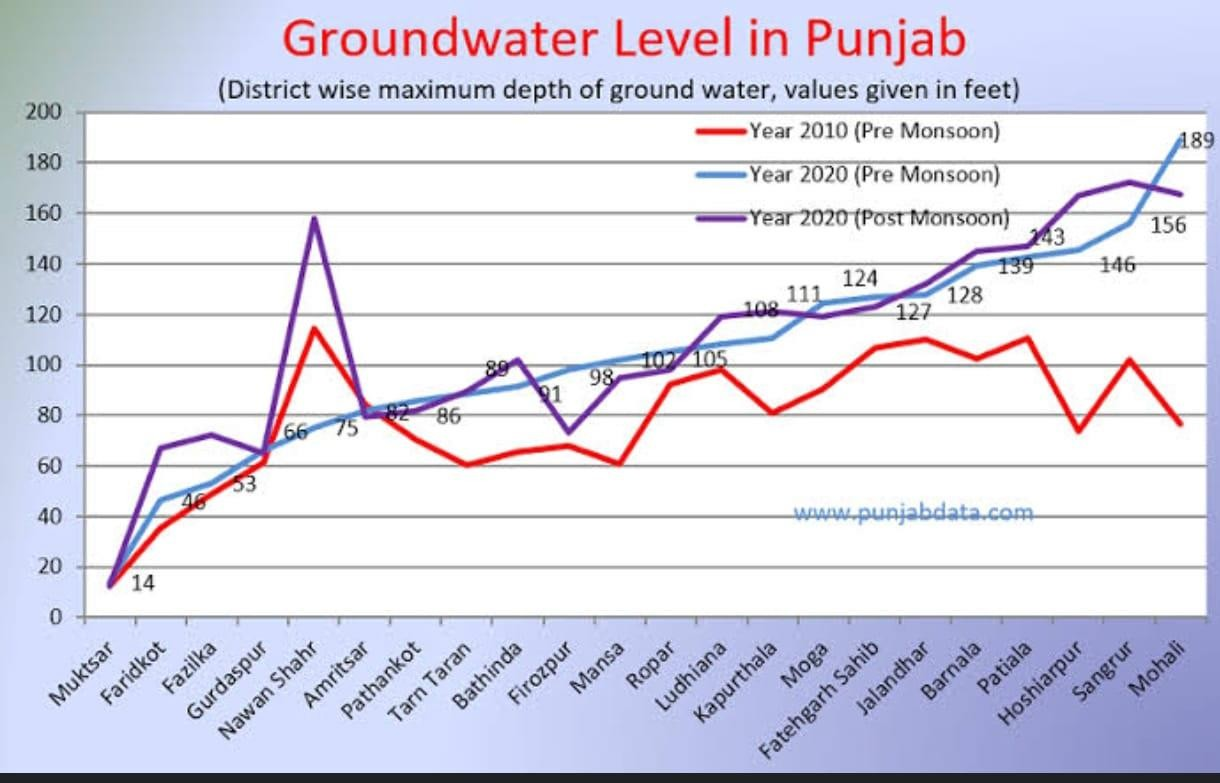 Groundwater Level in Punjab
(District wise maximum depth of ground water, values given in feet)
200
180
160
140
120
100
80
60
40
20
0
Year 2010 (Pre Monsoon)
Year 2020 (Pre Monsoon)
Year 2020 (Post Monsoon)
14
46
53
66
75
82
86
89
91
98
102
105
108
111
124
127
128
139
143
146
156
189
www.punjabdata.com
Muktsar
Faridkot
Fazilka
Gurdaspur
Nawan Shahr
Amritsar
Pathankot
Tarn Taran
Bathinda
Firozpur
Mansa
Ropar
Ludhiana
Kapurthala
Moga
Fatehgarh Sahib
Jalandhar
Barnala
Patiala
Hoshiarpur
Sangrur
Mohali